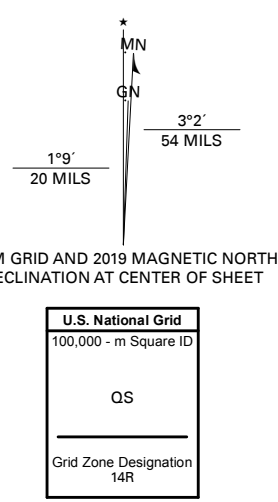 ★
MN
GN
3°2´
54 MILS
1°9´
20 MILS
M GRID AND 2019 MAGNETIC NORTH
ECLINATION AT CENTER OF SHEET
U.S. National Grid
100,000 - m Square ID
QS
Grid Zone Designation
14R